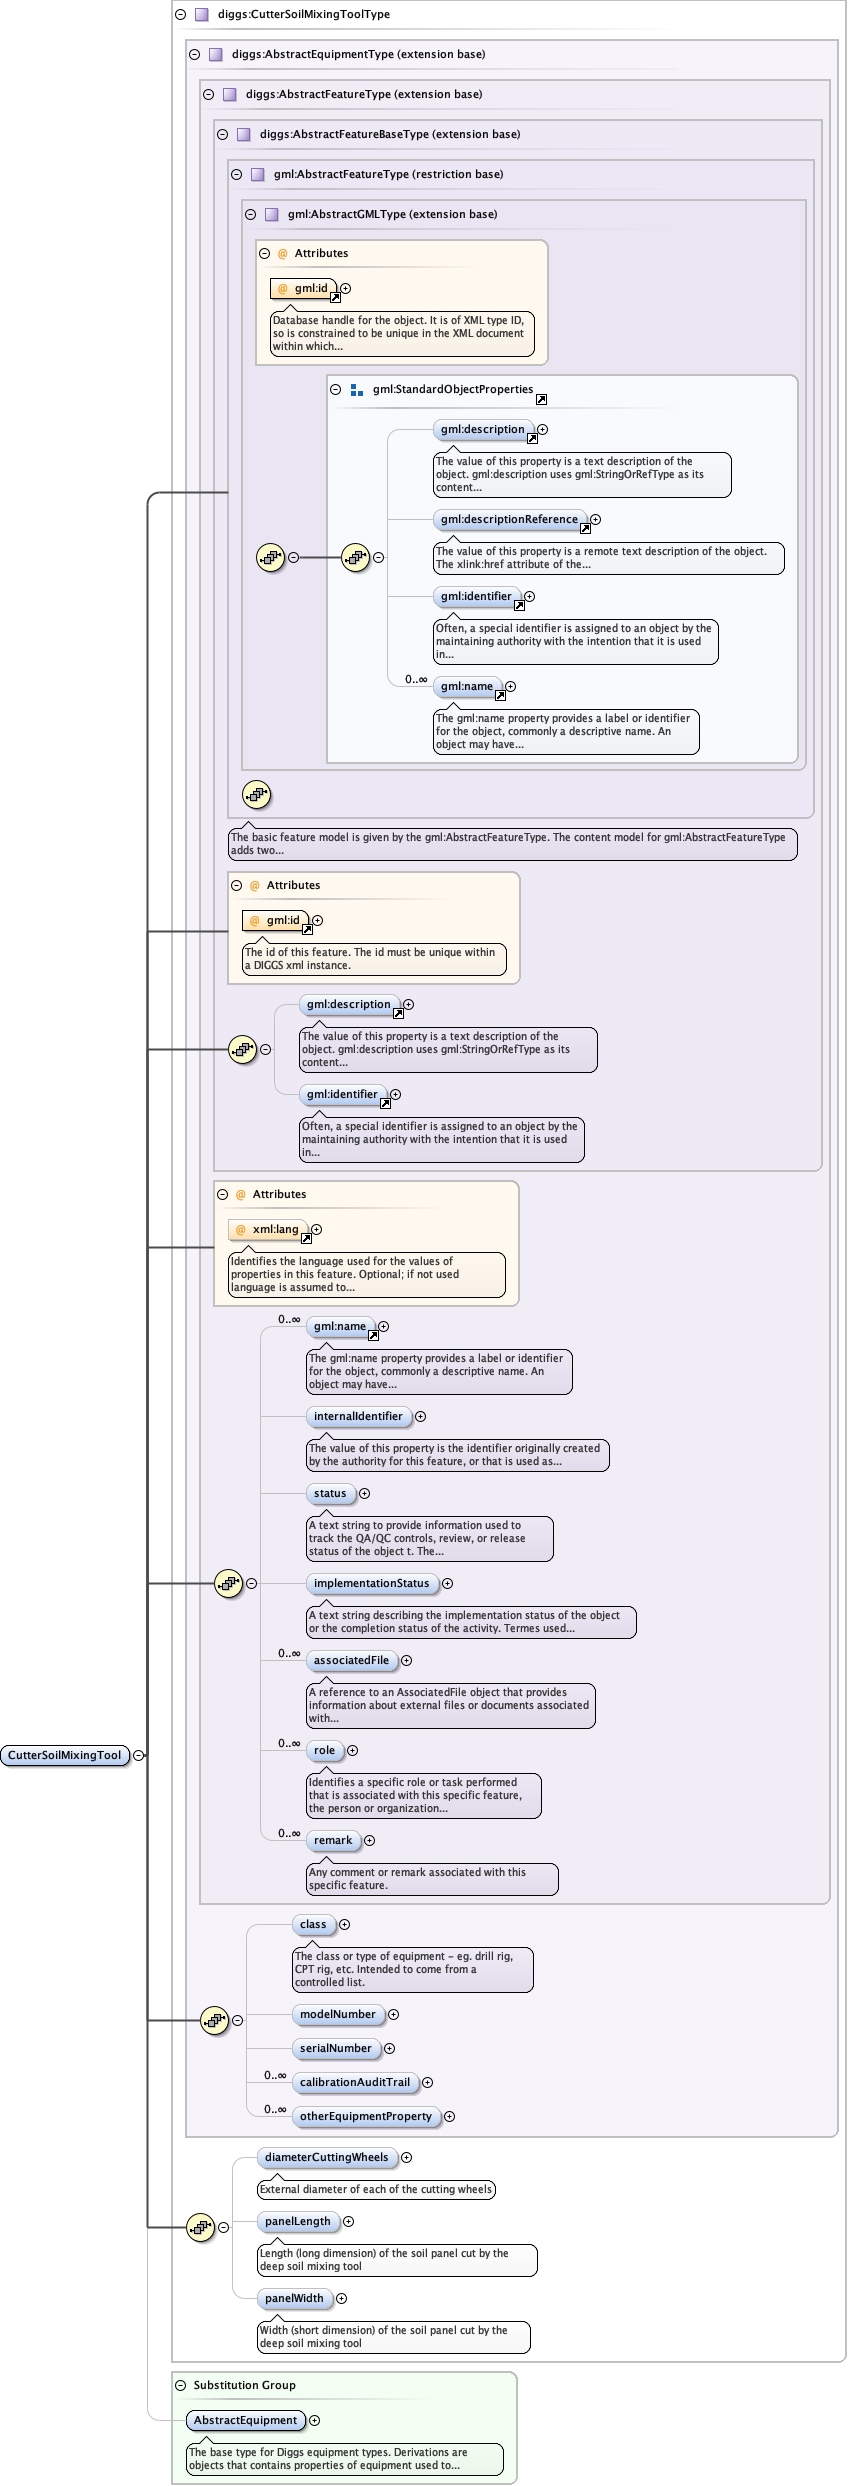 diggs:CutterSoilMixingToolType
diggs:AbstractEquipmentType (extension base)
diggs:AbstractFeatureType (extension base)
diggs:AbstractFeatureBaseType (extension base)
gml:AbstractFeatureType (restriction base)
gml:AbstractGMLType (extension base)
@ Attributes
@ gml:id
Database handle for the object. It is of XML type ID,
so is constrained to be unique in the XML document
within which...
gml:StandardObjectProperties
gml:description
The value of this property is a text description of the
object. gml:description uses gml:StringOrRefType as its
content...
gml:descriptionReference
The value of this property is a remote text description of the object.
The xlink:href attribute of the...
gml:identifier
Often, a special identifier is assigned to an object by the
maintaining authority with the intention that it is used
in...
0..∞
gml:name
The gml:name property provides a label or identifier
for the object, commonly a descriptive name. An
object may have...
The basic feature model is given by the gml:AbstractFeatureType. The content model for gml:AbstractFeatureType
adds two...
@ Attributes
@ gml:id
The id of this feature. The id must be unique within
a DIGGS xml instance.
gml:description
The value of this property is a text description of the
object. gml:description uses gml:StringOrRefType as its
content...
gml:identifier
Often, a special identifier is assigned to an object by the
maintaining authority with the intention that it is used
in...
@ Attributes
@ xml:lang
Identifies the language used for the values of
properties in this feature. Optional; if not used
language is assumed to...
0..∞
gml:name
The gml:name property provides a label or identifier
for the object, commonly a descriptive name. An
object may have...
internalIdentifier
The value of this property is the identifier originally created
by the authority for this feature, or that is used as...
status
A text string to provide information used to
track the QA/QC controls, review, or release
status of the object t. The...
implementationStatus
A text string describing the implementation status of the object
or the completion status of the activity. Termes used...
0..∞
associatedFile
A reference to an AssociatedFile object that provides
information about external files or documents associated
with...
0..∞
role
Identifies a specific role or task performed
that is associated with this specific feature,
the person or organization...
CutterSoilMixingTool
0..∞
remark
Any comment or remark associated with this
specific feature.
class
The class or type of equipment - eg. drill rig,
CPT rig, etc. Intended to come from a
controlled list.
modelNumber
serialNumber
0..∞
calibrationAuditTrail
0..∞
otherEquipmentProperty
diameterCuttingWheels
External diameter of each of the cutting wheels
panelLength
Length (long dimension) of the soil panel cut by the
deep soil mixing tool
panelWidth
Width (short dimension) of the soil panel cut by the
deep soil mixing tool
Substitution Group
AbstractEquipment
The base type for Diggs equipment types. Derivations are
objects that contains properties of equipment used to...